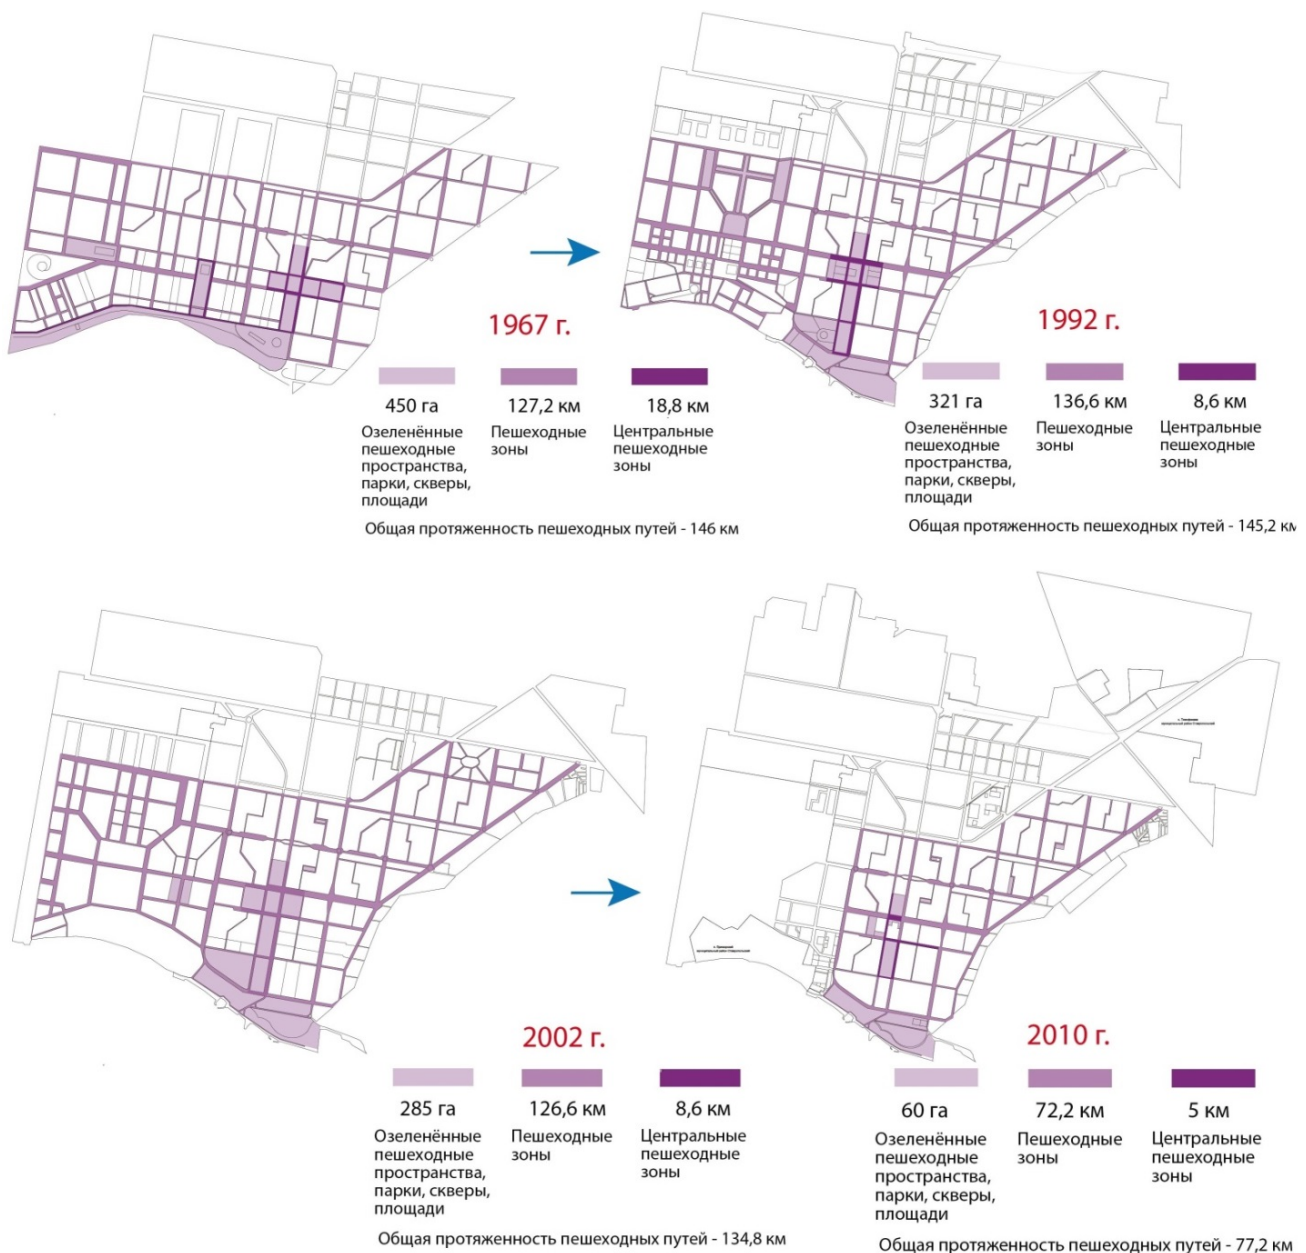 1967 г.
450 га
127,2 км
18,8 км
Озеленённые
пешеходные
пространства,
парки, скверы,
площади
Пешеходные
зоны
Центральные
пешеходные
зоны
Общая протяженность пешеходных путей - 146 км
1992 г.
321 га
136,6 км
8,6 км
Озеленённые
пешеходные
пространства,
парки, скверы,
площади
Пешеходные
зоны
Центральные
пешеходные
зоны
Общая протяженность пешеходных путей - 145,2 км
2002 г.
285 га
126,6 км
8,6 км
Озеленённые
пешеходные
пространства,
парки, скверы,
площади
Пешеходные
зоны
Центральные
пешеходные
зоны
Общая протяженность пешеходных путей - 134,8 км
2010 г.
60 га
72,2 км
5 км
Озеленённые
пешеходные
пространства,
парки, скверы,
площади
Пешеходные
зоны
Центральные
пешеходные
зоны
Общая протяженность пешеходных путей - 77,2 км